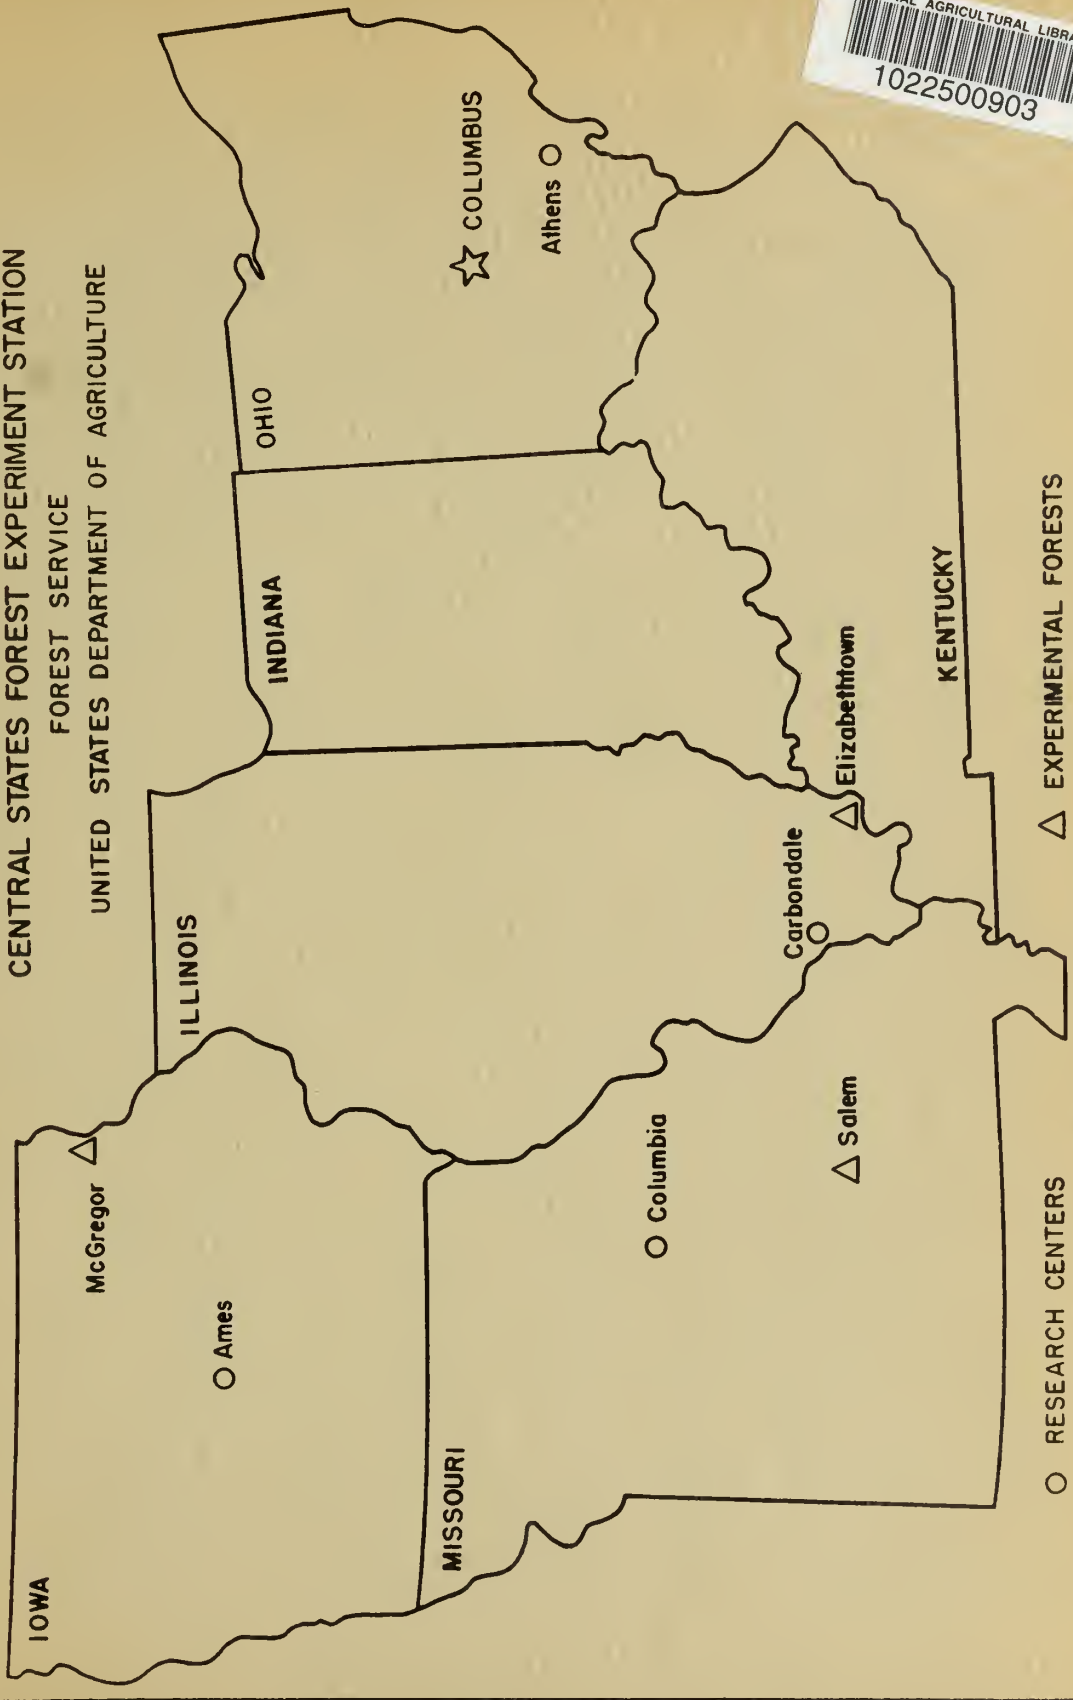 CENTRAL STATES FOREST EXPERIMENT STATION
FOREST SERVICE
UNITED STATES DEPARTMENT OF AGRICULTURE
IOWA
McGregor
Ames
ILLINOIS
INDIANA
OHIO
COLUMBUS
Athens
MISSOURI
Columbia
Salem
Carbondale
Elizabethtown
KENTUCKY
RESEARCH CENTERS
EXPERIMENTAL FORESTS
AGRICULTURAL
1022500903